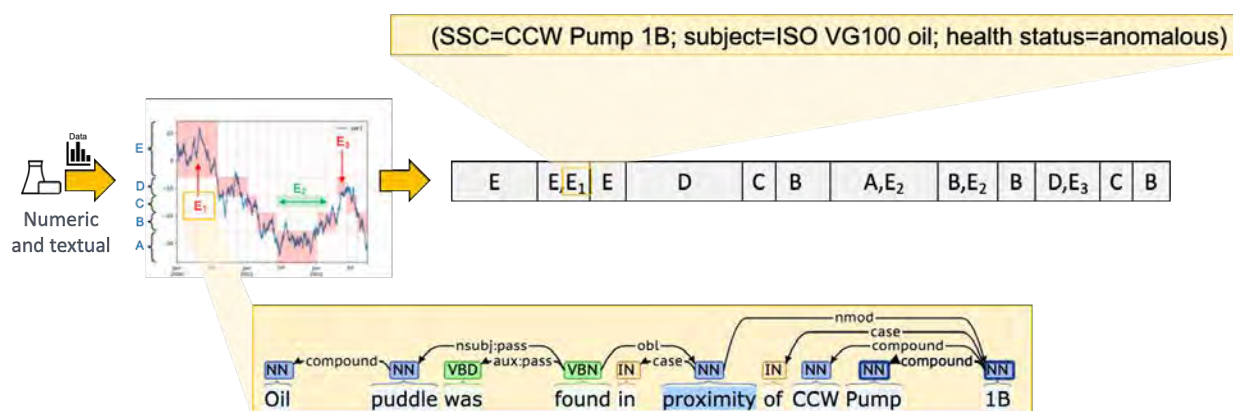 (SSC=CCW Pump 1B; subject=ISO VG100 oil; health status=anomalous)
Data
Numeric
and textual
E
D
C
B
A
E1
E2
E3
E
E,E1
E
D
C
B
A,E2
B,E2
B
D,E3
C
B
nmod
case
compound
nsubj:pass
obl
compound
aux:pass
case
compound
NN NN VBD VBN IN NN IN NN NN NN
Oil puddle was found in proximity of CCW Pump 1B